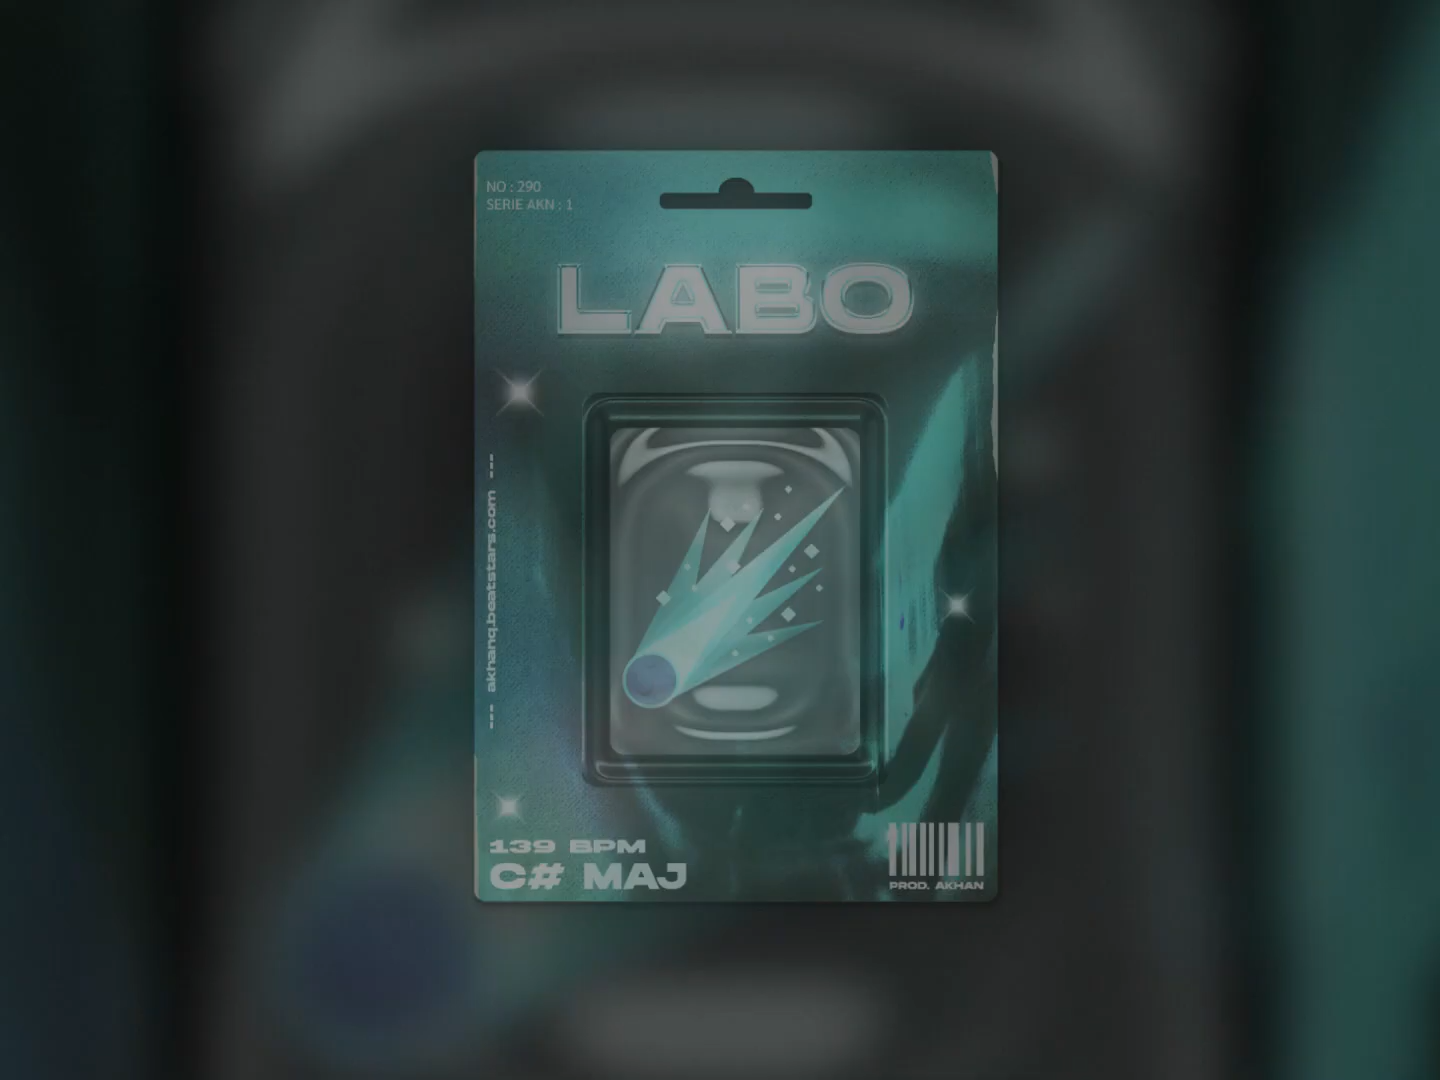 NO : 290
SERIE AKN : 1
LABO
--- akhanq.beatstars.com ---
139 BPM
C# MAJ
PROD. AKHAN